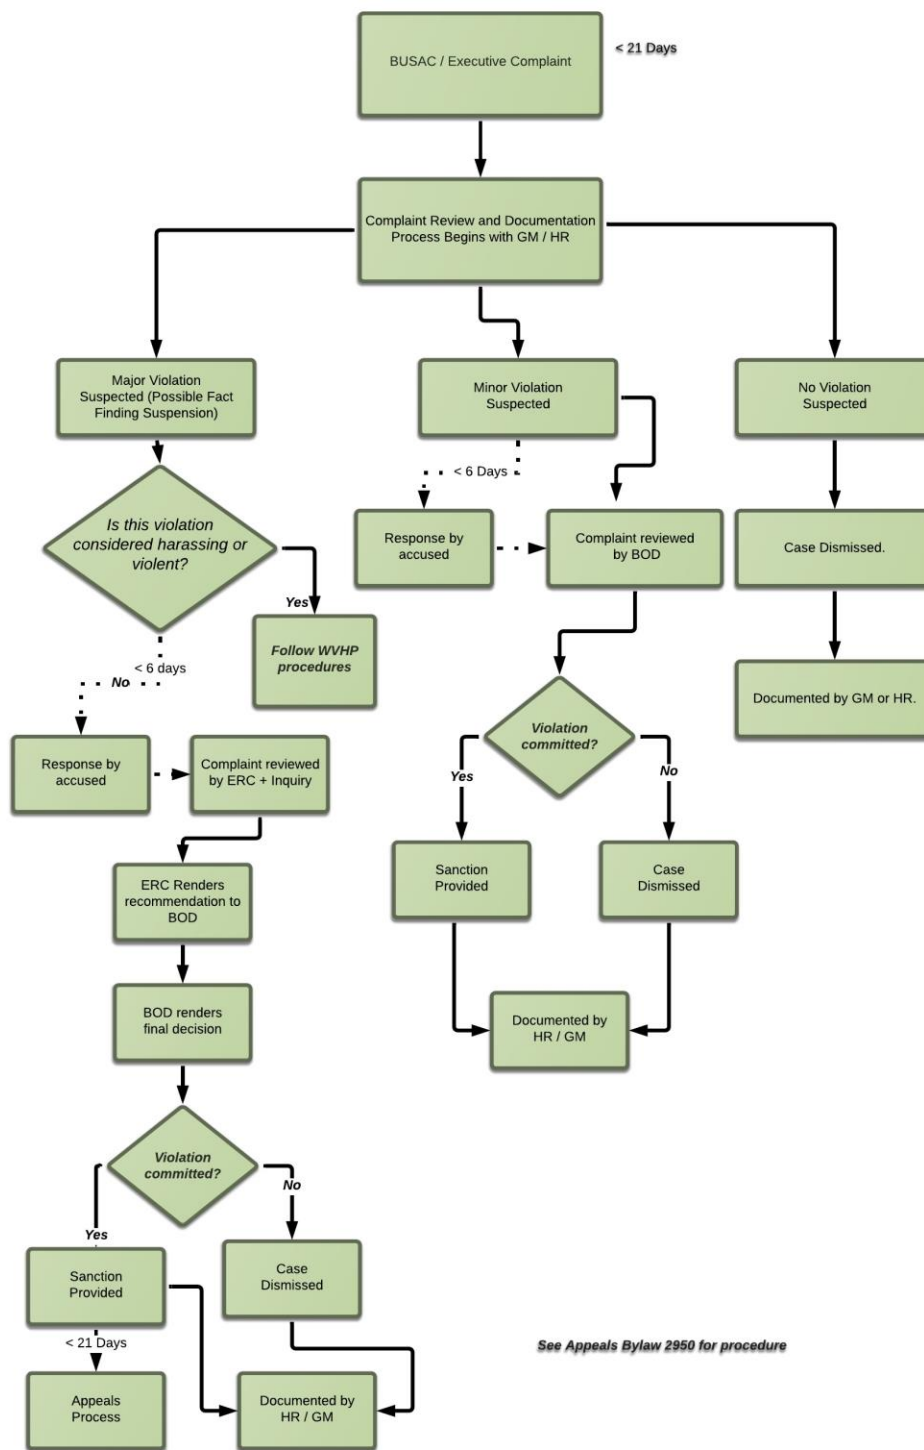 BUSAC / Executive Complaint
< 21 Days
Complaint Review and Documentation
Process Begins with GM / HR
Major Violation
Suspected (Possible Fact
Finding Suspension)
Minor Violation
Suspected
No Violation
Suspected
< 6 Days
Is this violation
considered harassing or
violent?
Response by
accused
Complaint reviewed
by BOD
Case Dismissed.
Yes
Follow WVHP
procedures
< 6 days
No
Documented by GM or HR.
Violation
committed?
Response by
accused
Complaint reviewed
by ERC + Inquiry
Yes
No
ERC Renders
recommendation to
BOD
Sanction
Provided
Case
Dismissed
BOD renders
final decision
Documented by
HR / GM
Violation
committed?
No
Yes
Sanction
Provided
Case
Dismissed
< 21 Days
See Appeals Bylaw 2950 for procedure
Appeals
Process
Documented by
HR / GM